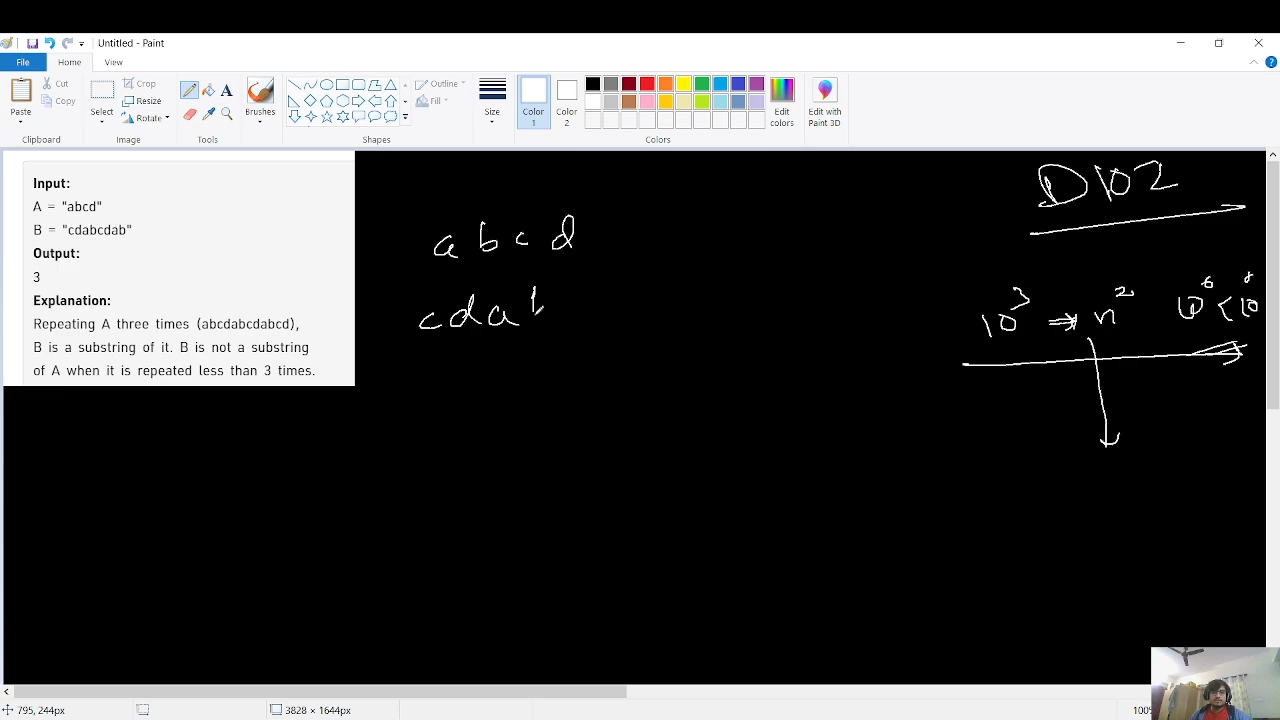 Untitled - Paint
File Home View
Paste
Cut
Copy
Clipboard
Select
Crop
Resize
Rotate
Image
Tools
Brushes
Outline
Fill
Shapes
Size
Color 1
Color 2
Colors
Edit colors
Edit with Paint 3D
Input:
A = "abcd"
B = "cdabcdab"
Output:
3
Explanation:
Repeating A three times (abcdabcdabcd),
B is a substring of it. B is not a substring
of A when it is repeated less than 3 times.
a b c d
c d a b
D102
10³ ⇒ n² 10⁶ < 10⁸
795, 244px
3828 × 1644px
100%